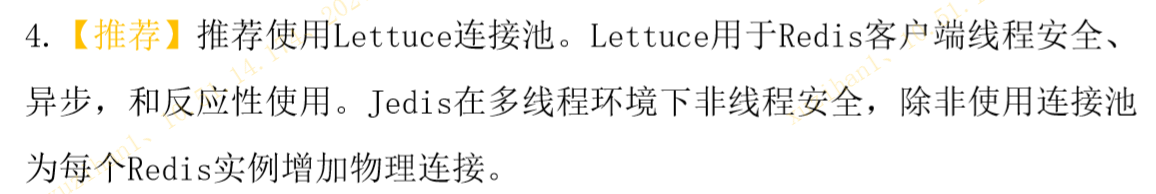 4.【推荐】推荐使用Lettuce连接池。Lettuce用于Redis客户端线程安全、
异步，和反应性使用。Jedis在多线程环境下非线程安全，除非使用连接池
为每个Redis实例增加物理连接。